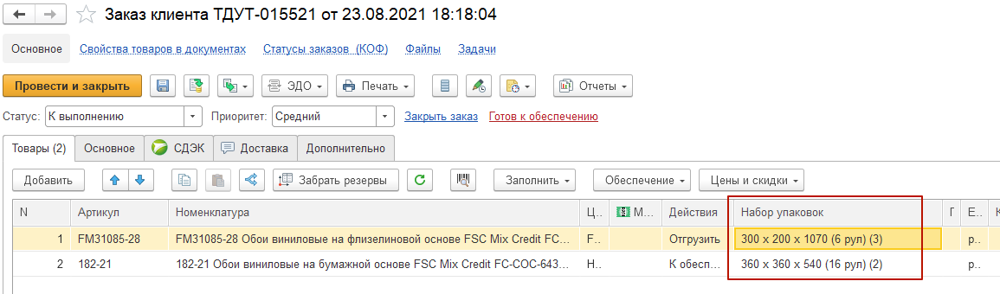 Заказ клиента ТДУТ-015521 от 23.08.2021 18:18:04
Основное Свойства товаров в документах Статусы заказов (КОФ) Файлы Задачи
Провести и закрыть ЭДО Печать Отчеты
Статус: К выполнению Приоритет: Средний Закрыть заказ Готов к обеспечению
Товары (2) Основное СДЭК Доставка Дополнительно
Добавить Забрать резервы Заполнить Обеспечение Цены и скидки
N Артикул Номенклатура Ц.. М... Действия Набор упаковок Г Е... К
1 FM31085-28 FM31085-28 Обои виниловые на флизелиновой основе FSC Mix Credit FC... F.. Отгрузить 300 x 200 x 1070 (6 рул) (3) р...
2 182-21 182-21 Обои виниловые на бумажной основе FSC Mix Credit FC-COC-643... Н.. К обесп... 360 x 360 x 540 (16 рул) (2) р...